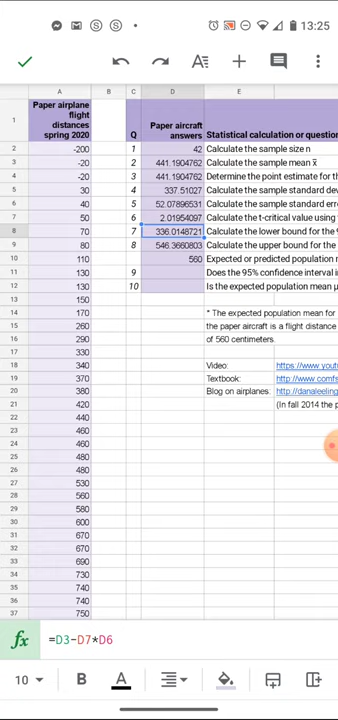 13:25
A B C D E
1 Paper airplane flight distances spring 2020 Q Paper aircraft answers Statistical calculation or question
2 -200 1 42 Calculate the sample size n
3 -20 2 441.1904762 Calculate the sample mean x̄
4 -20 3 441.1904762 Determine the point estimate for th
5 30 4 337.51027 Calculate the sample standard dev
6 40 5 52.07896531 Calculate the sample standard erro
7 50 6 2.01954097 Calculate the t-critical value using
8 70 7 336.0148721 Calculate the lower bound for the 9
9 80 8 546.3660803 Calculate the upper bound for the
10 110 560 Expected or predicted population m
11 130 9 Does the 95% confidence interval i
12 130 10 Is the expected population mean μ
13 150
14 170 * The expected population mean for
15 260 the paper aircraft is a flight distance
16 290 of 560 centimeters.
17 330
18 340 Video: https://www.yout
19 370 Textbook: http://www.comfs
20 380 Blog on airplanes: http://danaleeling
21 420 (In fall 2014 the p
22 440
23 460
24 460
25 480
26 480
27 530
28 560
29 580
30 600
31 670
32 670
33 690
34 730
35 740
36 740
37 750
fx =D3-D7*D6
10 B A